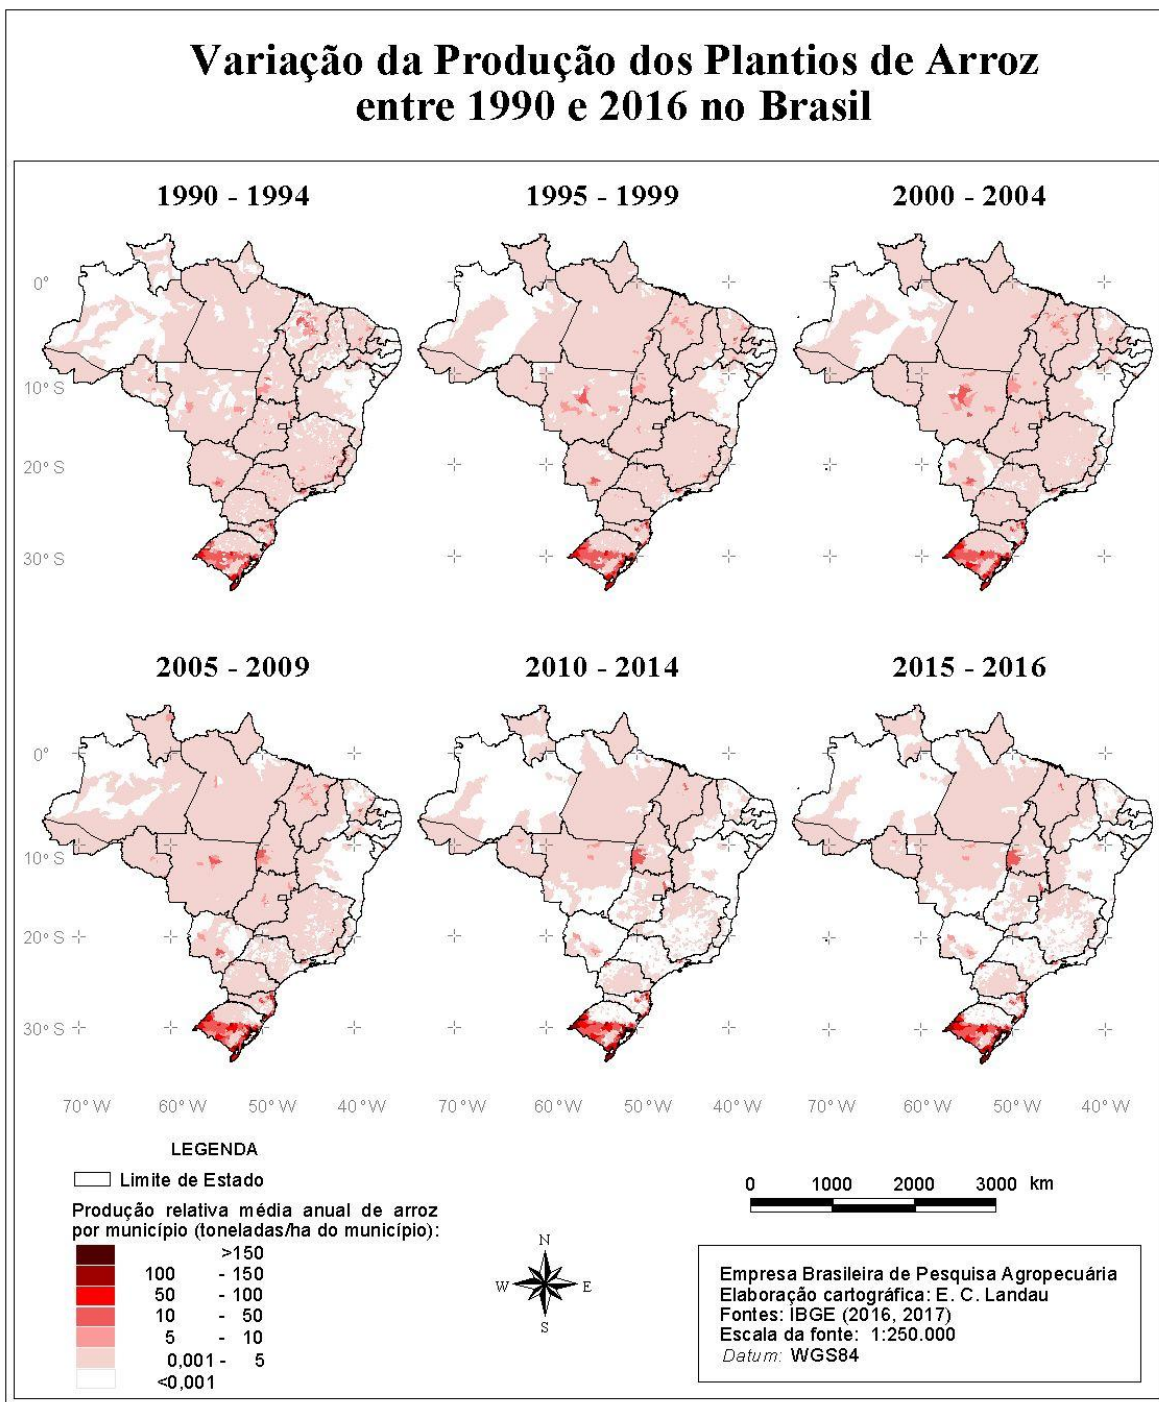 Variação da Produção dos Plantios de Arroz
entre 1990 e 2016 no Brasil
1990 - 1994
1995 - 1999
2000 - 2004
0°
10° S
20° S
30° S
2005 - 2009
2010 - 2014
2015 - 2016
0°
10° S
20° S
30° S
70° W 60° W 50° W 40° W
70° W 60° W 50° W 40° W
70° W 60° W 50° W 40° W
LEGENDA
Limite de Estado
Produção relativa média anual de arroz
por município (toneladas/ha do município):
>150
100 - 150
50 - 100
10 - 50
5 - 10
0,001 - 5
<0,001
N
W E
S
0 1000 2000 3000 km
Empresa Brasileira de Pesquisa Agropecuária
Elaboração cartográfica: E. C. Landau
Fontes: IBGE (2016, 2017)
Escala da fonte: 1:250.000
Datum: WGS84